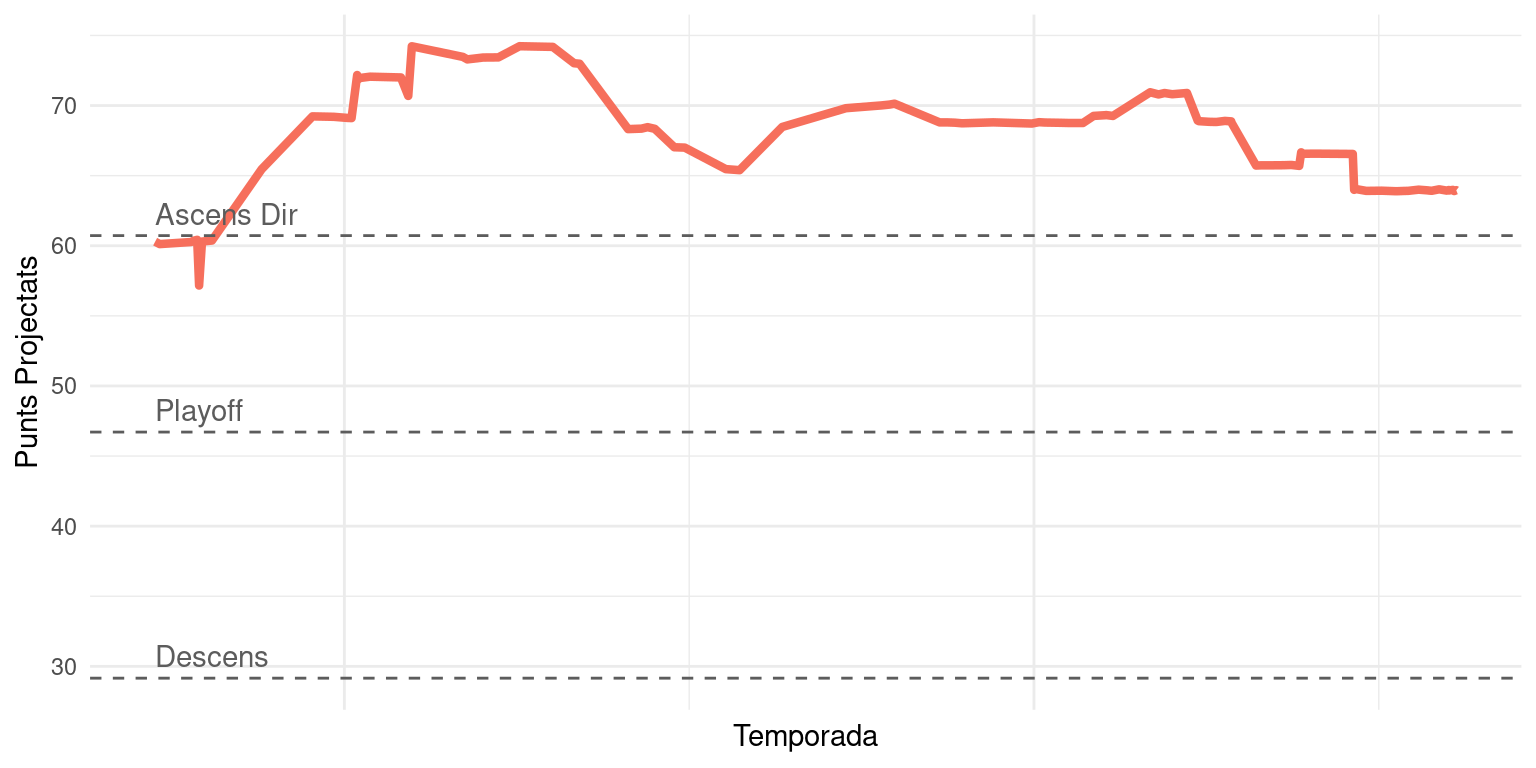 70
60
50
40
30
Ascens Dir
Playoff
Descens
Punts Projectats
Temporada